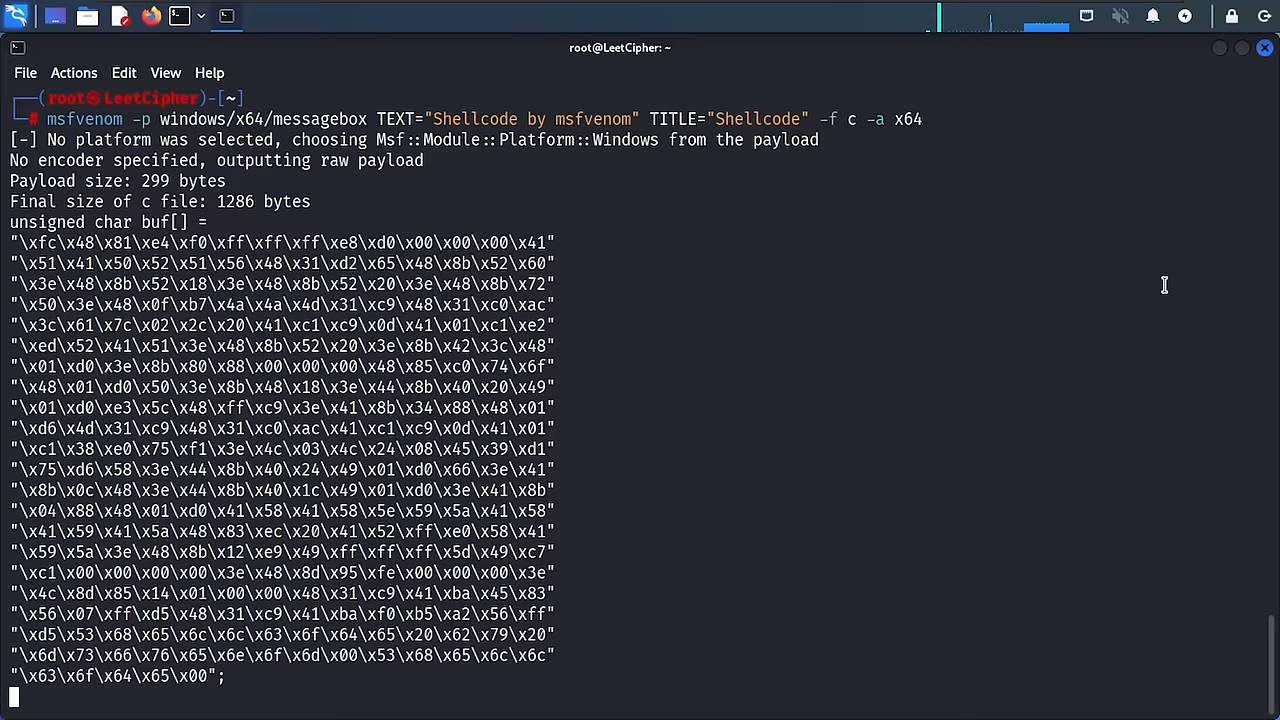 root@LeetCipher: ~
File Actions Edit View Help
┌──(root㉿LeetCipher)-[~]
└─# msfvenom -p windows/x64/messagebox TEXT="Shellcode by msfvenom" TITLE="Shellcode" -f c -a x64
[-] No platform was selected, choosing Msf::Module::Platform::Windows from the payload
No encoder specified, outputting raw payload
Payload size: 299 bytes
Final size of c file: 1286 bytes
unsigned char buf[] =
"\xfc\x48\x81\xe4\xf0\xff\xff\xff\xe8\xd0\x00\x00\x00\x41"
"\x51\x41\x50\x52\x51\x56\x48\x31\xd2\x65\x48\x8b\x52\x60"
"\x3e\x48\x8b\x52\x18\x3e\x48\x8b\x52\x20\x3e\x48\x8b\x72"
"\x50\x3e\x48\x0f\xb7\x4a\x4a\x4d\x31\xc9\x48\x31\xc0\xac"
"\x3c\x61\x7c\x02\x2c\x20\x41\xc1\xc9\x0d\x41\x01\xc1\xe2"
"\xed\x52\x41\x51\x3e\x48\x8b\x52\x20\x3e\x8b\x42\x3c\x48"
"\x01\xd0\x3e\x8b\x80\x88\x00\x00\x00\x48\x85\xc0\x74\x6f"
"\x48\x01\xd0\x50\x3e\x8b\x48\x18\x3e\x44\x8b\x40\x20\x49"
"\x01\xd0\xe3\x5c\x48\xff\xc9\x3e\x41\x8b\x34\x88\x48\x01"
"\xd6\x4d\x31\xc9\x48\x31\xc0\xac\x41\xc1\xc9\x0d\x41\x01"
"\xc1\x38\xe0\x75\xf1\x3e\x4c\x03\x4c\x24\x08\x45\x39\xd1"
"\x75\xd6\x58\x3e\x44\x8b\x40\x24\x49\x01\xd0\x66\x3e\x41"
"\x8b\x0c\x48\x3e\x44\x8b\x40\x1c\x49\x01\xd0\x3e\x41\x8b"
"\x04\x88\x48\x01\xd0\x41\x58\x41\x58\x5e\x59\x5a\x41\x58"
"\x41\x59\x41\x5a\x48\x83\xec\x20\x41\x52\xff\xe0\x58\x41"
"\x59\x5a\x3e\x48\x8b\x12\xe9\x49\xff\xff\xff\x5d\x49\xc7"
"\xc1\x00\x00\x00\x00\x3e\x48\x8d\x95\xfe\x00\x00\x00\x3e"
"\x4c\x8d\x85\x14\x01\x00\x00\x48\x31\xc9\x41\xba\x45\x83"
"\x56\x07\xff\xd5\x48\x31\xc9\x41\xba\xf0\xb5\xa2\x56\xff"
"\xd5\x53\x68\x65\x6c\x6c\x63\x6f\x64\x65\x20\x62\x79\x20"
"\x6d\x73\x66\x76\x65\x6e\x6f\x6d\x00\x53\x68\x65\x6c\x6c"
"\x63\x6f\x64\x65\x00";